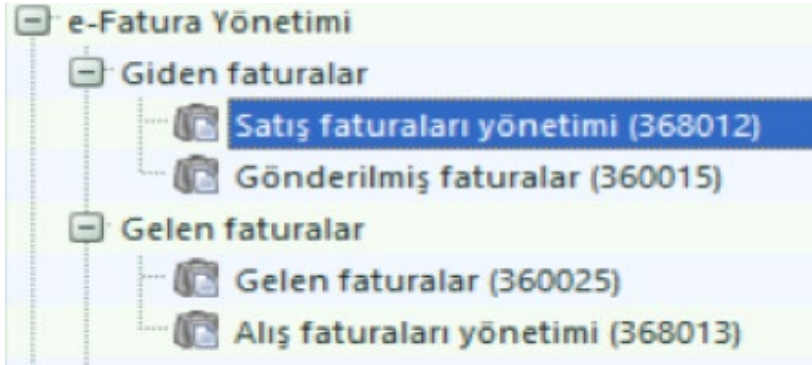 e-Fatura Yönetimi
Giden faturalar
Satış faturaları yönetimi (368012)
Gönderilmiş faturalar (360015)
Gelen faturalar
Gelen faturalar (360025)
Alış faturaları yönetimi (368013)